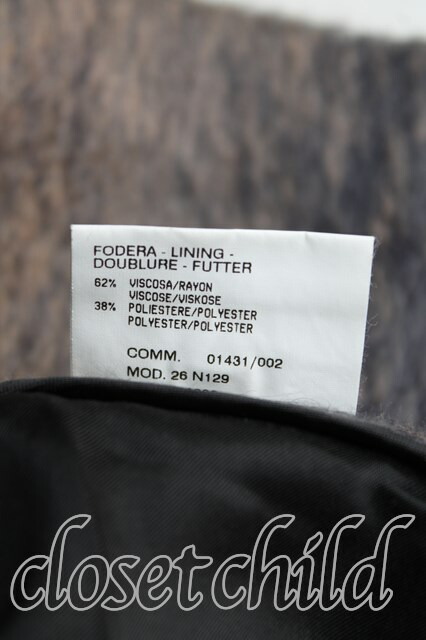 FODERA - LINING -
DOUBLURE - FUTTER
62% VISCOSA/RAYON
VISCOSE/VISKOSE
38% POLIESTERE/POLYESTER
POLYESTER/POLYESTER
COMM. 01431/002
MOD. 26 N129
closetchild